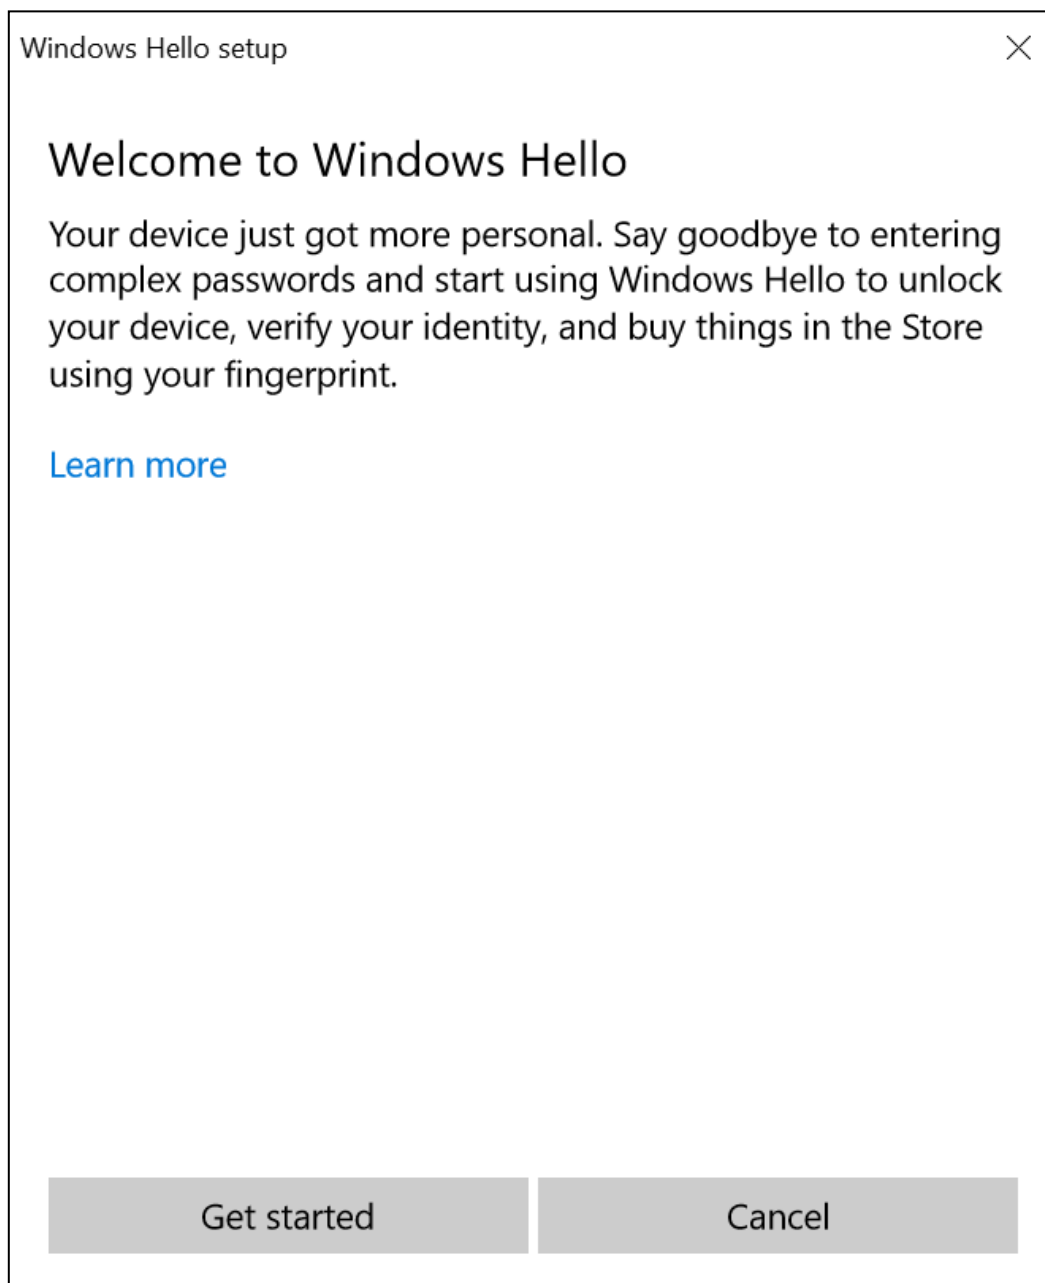 Windows Hello setup
Welcome to Windows Hello
Your device just got more personal. Say goodbye to entering
complex passwords and start using Windows Hello to unlock
your device, verify your identity, and buy things in the Store
using your fingerprint.
Learn more
Get started
Cancel